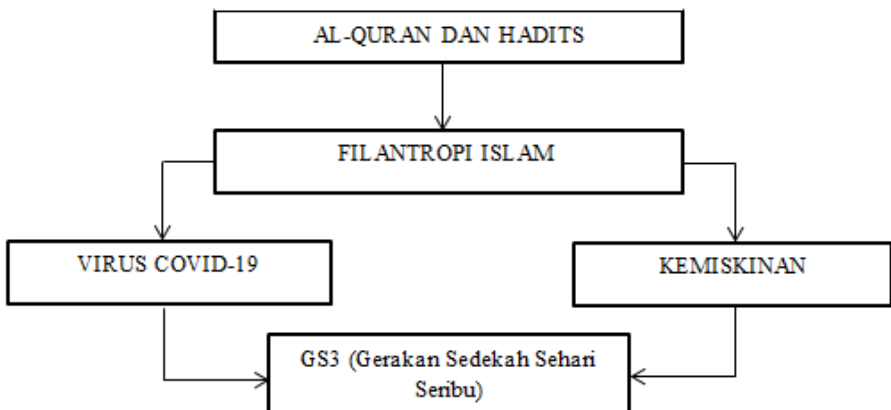 AL-QURAN DAN HADITS
FILANTROPI ISLAM
VIRUS COVID-19
KEMISKINAN
GS3 (Gerakan Sedekah Sehari
Seribu)